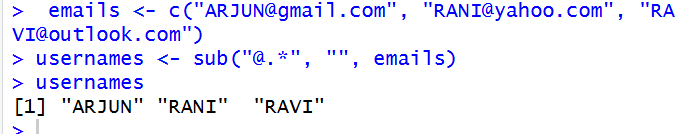 >  emails <- c("ARJUN@gmail.com", "RANI@yahoo.com", "RA
VI@outlook.com")
> usernames <- sub("@.*", "", emails)
> usernames
[1] "ARJUN" "RANI"  "RAVI"
>